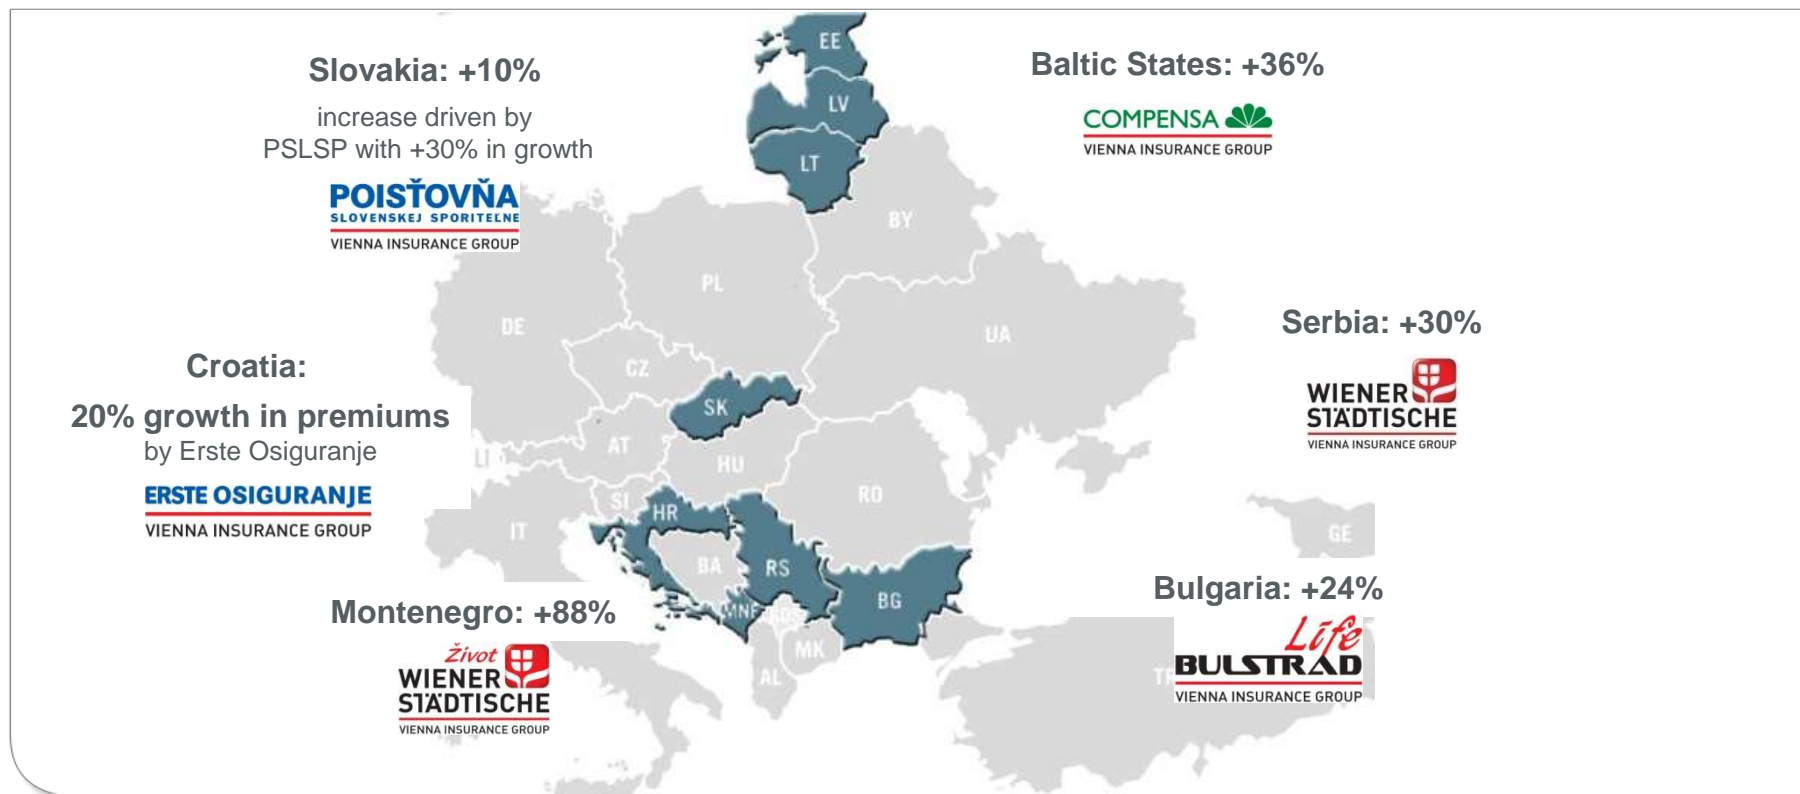 Slovakia: +10%
increase driven by
PSLSP with +30% in growth
POISŤOVŇA
SLOVENSKEJ SPORITEĽNE
VIENNA INSURANCE GROUP
Baltic States: +36%
COMPENSA
VIENNA INSURANCE GROUP
Serbia: +30%
WIENER
STÄDTISCHE
VIENNA INSURANCE GROUP
Croatia:
20% growth in premiums
by Erste Osiguranje
ERSTE OSIGURANJE
VIENNA INSURANCE GROUP
Montenegro: +88%
Život
WIENER
STÄDTISCHE
VIENNA INSURANCE GROUP
Bulgaria: +24%
Life
BULSTRAD
VIENNA INSURANCE GROUP
EE
LV
LT
BY
PL
DE
UA
CZ
SK
AT
LI
HU
RO
SI
HR
IT
GE
BA
RS
BG
MNE
MK
AL